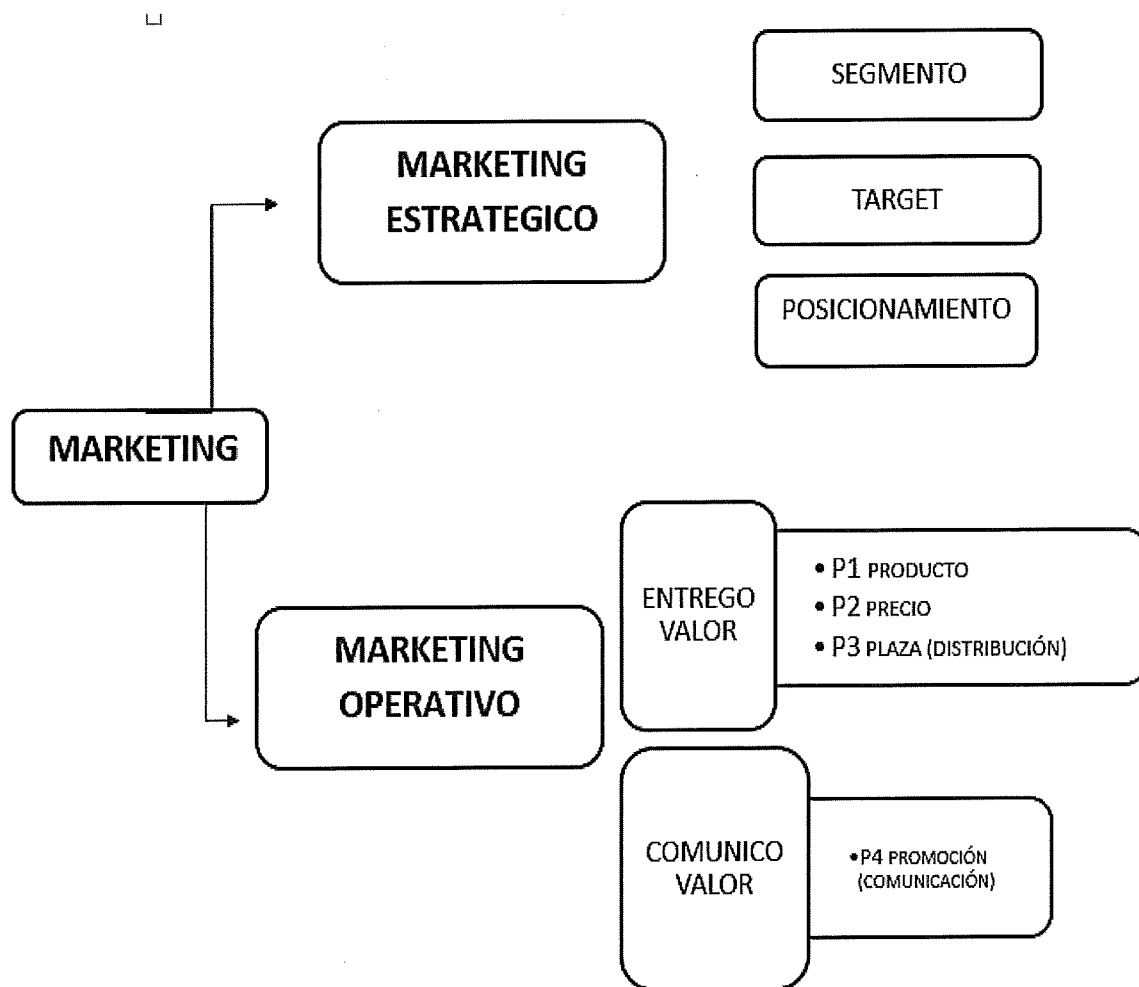 SEGMENTO
MARKETING
ESTRATEGICO
TARGET
POSICIONAMIENTO
MARKETING
ENTREGO
VALOR
• P1 PRODUCTO
• P2 PRECIO
• P3 PLAZA (DISTRIBUCIÓN)
MARKETING
OPERATIVO
COMUNICO
VALOR
•P4 PROMOCIÓN
(COMUNICACIÓN)